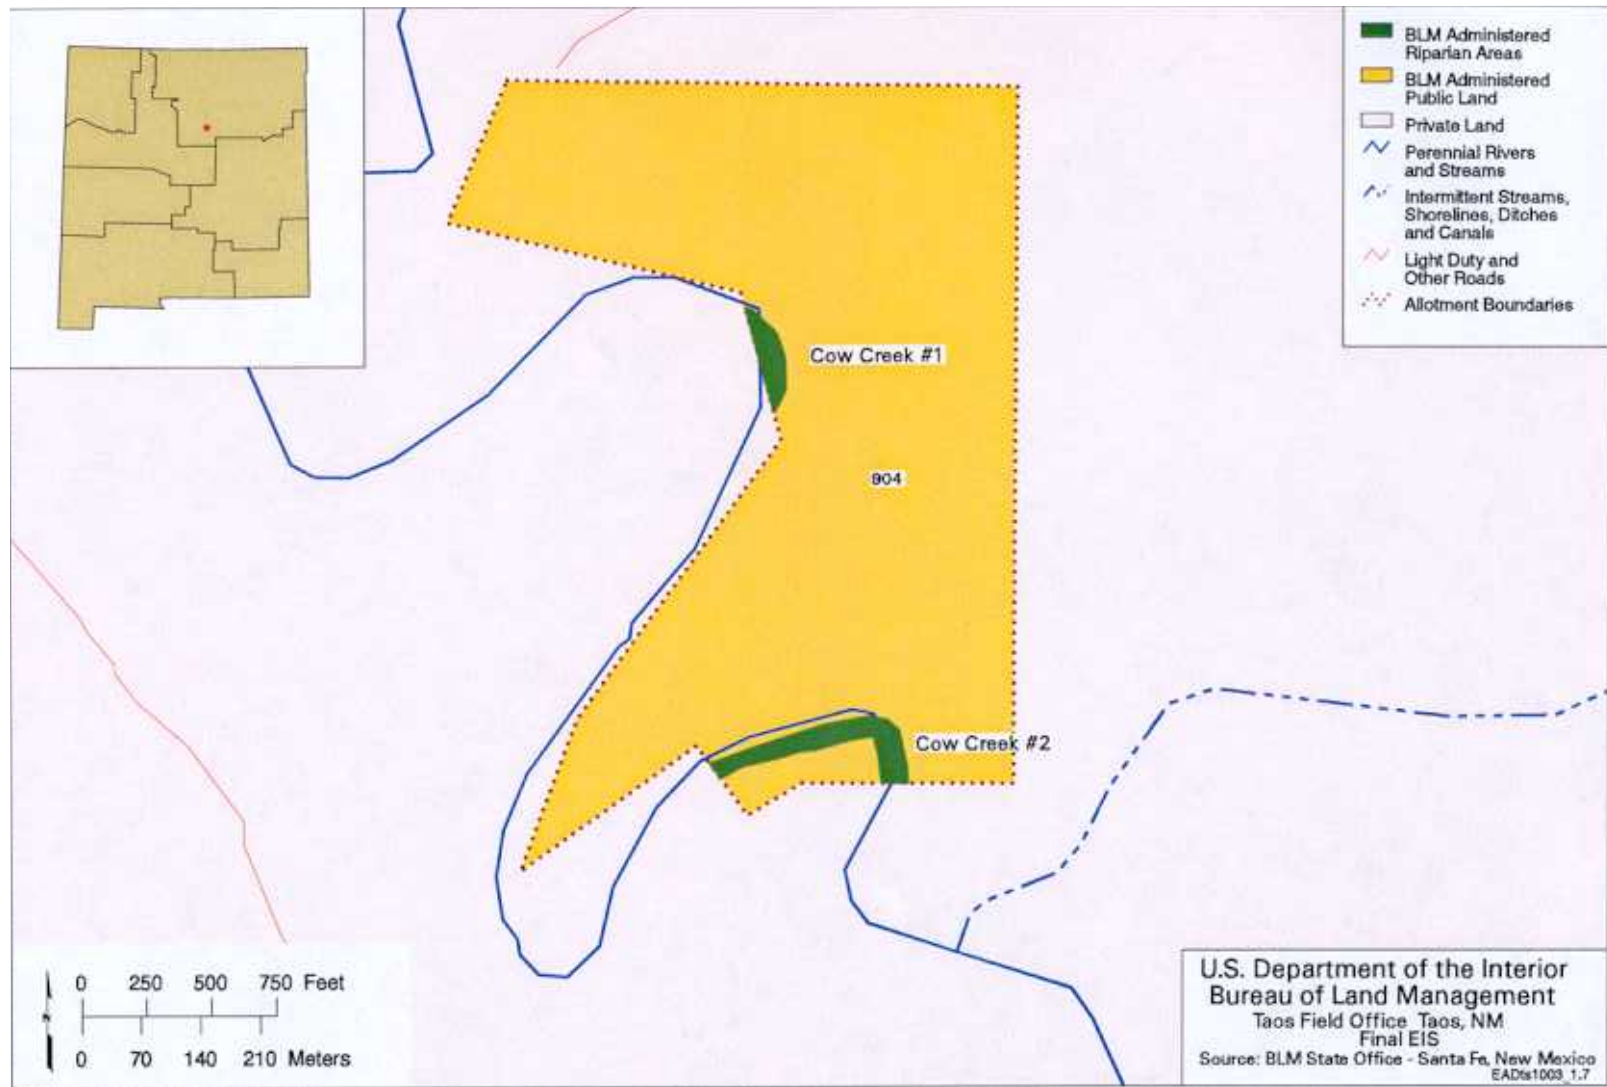 BLM Administered
Riparian Areas
BLM Administered
Public Land
Private Land
Perennial Rivers
and Streams
Intermittent Streams,
Shorelines, Ditches
and Canals
Light Duty and
Other Roads
Allotment Boundaries
Cow Creek #1
904
Cow Creek #2
0 250 500 750 Feet
0 70 140 210 Meters
U.S. Department of the Interior
Bureau of Land Management
Taos Field Office Taos, NM
Final EIS
Source: BLM State Office - Santa Fe, New Mexico
EADts1003_1.7